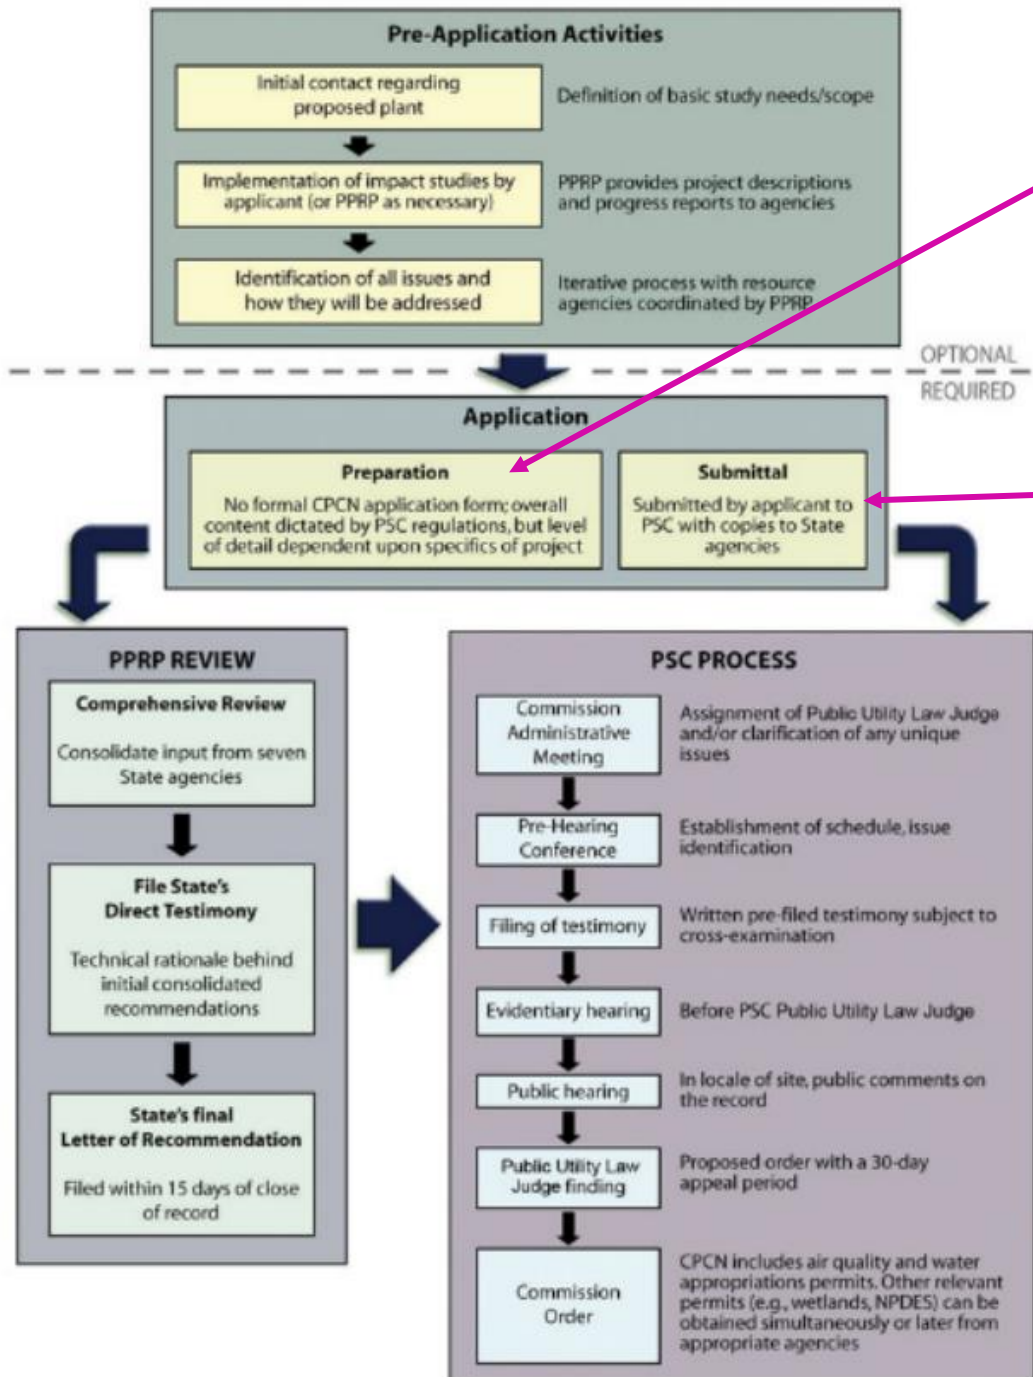 Pre-Application Activities
Initial contact regarding
proposed plant
Definition of basic study needs/scope
Implementation of impact studies by
applicant (or PPRP as necessary)
PPRP provides project descriptions
and progress reports to agencies
Identification of all issues and
how they will be addressed
Iterative process with resource
agencies coordinated by PPRP
OPTIONAL
REQUIRED
Application
Preparation
No formal CPCN application form; overall
content dictated by PSC regulations, but level
of detail dependent upon specifics of project
Submittal
Submitted by applicant to
PSC with copies to State
agencies
PPRP REVIEW
Comprehensive Review
Consolidate input from seven
State agencies
File State's
Direct Testimony
Technical rationale behind
initial consolidated
recommendations
State's final
Letter of Recommendation
Filed within 15 days of close
of record
PSC PROCESS
Commission
Administrative
Meeting
Assignment of Public Utility Law Judge
and/or clarification of any unique
issues
Pre-Hearing
Conference
Establishment of schedule, issue
identification
Filing of testimony
Written pre-filed testimony subject to
cross-examination
Evidentiary hearing
Before PSC Public Utility Law Judge
Public hearing
In locale of site, public comments on
the record
Public Utility Law
Judge finding
Proposed order with a 30-day
appeal period
Commission
Order
CPCN includes air quality and water
appropriations permits. Other relevant
permits (e.g., wetlands, NPDES) can be
obtained simultaneously or later from
appropriate agencies